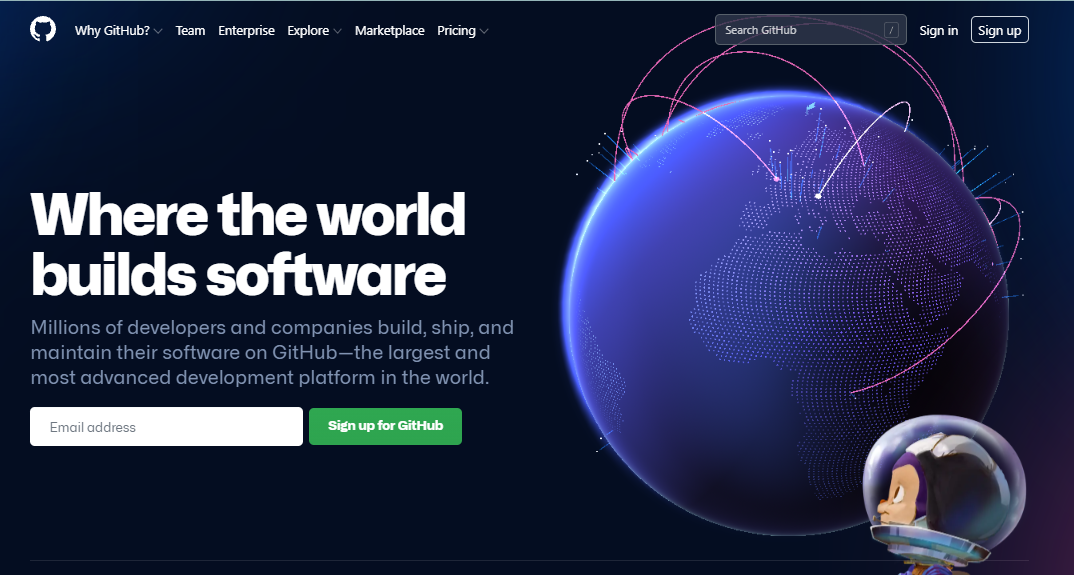 Why GitHub? Team Enterprise Explore Marketplace Pricing Search GitHub / Sign in Sign up
Where the world
builds software
Millions of developers and companies build, ship, and
maintain their software on GitHub—the largest and
most advanced development platform in the world.
Email address Sign up for GitHub